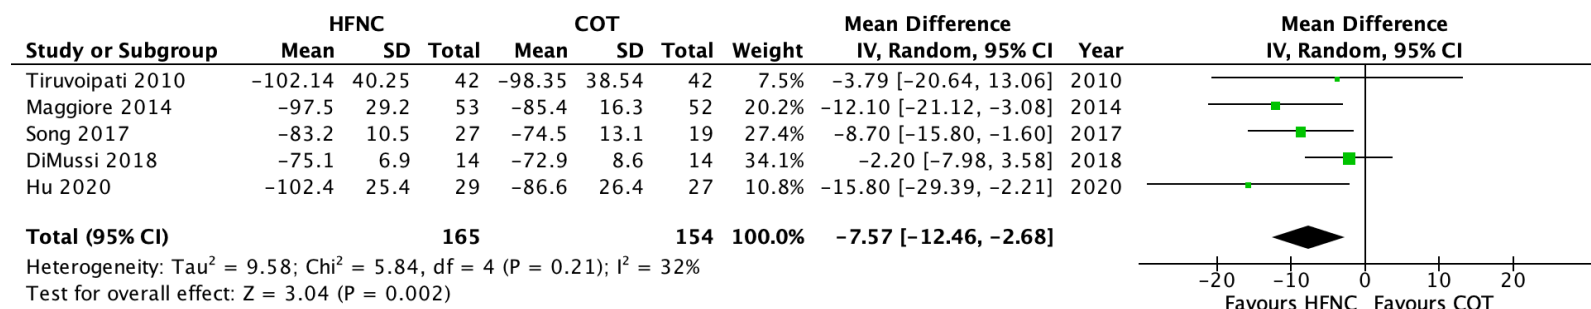 HFNC COT Mean Difference Mean Difference
Study or Subgroup Mean SD Total Mean SD Total Weight IV, Random, 95% CI Year IV, Random, 95% CI
Tiruvoipati 2010 −102.14 40.25 42 −98.35 38.54 42 7.5% −3.79 [−20.64, 13.06] 2010
Maggiore 2014 −97.5 29.2 53 −85.4 16.3 52 20.2% −12.10 [−21.12, −3.08] 2014
Song 2017 −83.2 10.5 27 −74.5 13.1 19 27.4% −8.70 [−15.80, −1.60] 2017
DiMussi 2018 −75.1 6.9 14 −72.9 8.6 14 34.1% −2.20 [−7.98, 3.58] 2018
Hu 2020 −102.4 25.4 29 −86.6 26.4 27 10.8% −15.80 [−29.39, −2.21] 2020
Total (95% CI) 165 154 100.0% −7.57 [−12.46, −2.68]
Heterogeneity: Tau² = 9.58; Chi² = 5.84, df = 4 (P = 0.21); I² = 32%
Test for overall effect: Z = 3.04 (P = 0.002)
−20 −10 0 10 20
Favours HFNC Favours COT